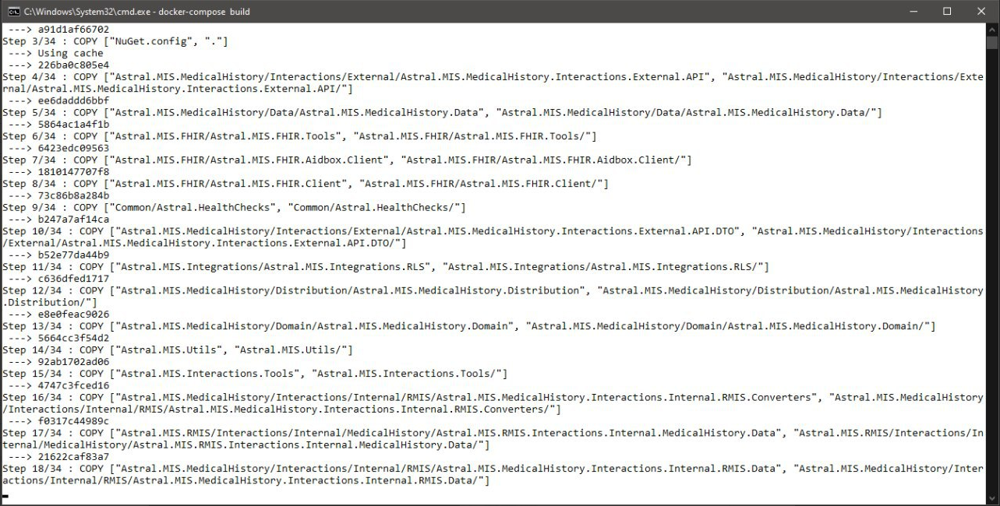 C:\Windows\System32\cmd.exe - docker-compose  build
 ---> a91d1af66702
Step 3/34 : COPY ["NuGet.config", "."]
 ---> Using cache
 ---> 226ba0c805e4
Step 4/34 : COPY ["Astral.MIS.MedicalHistory/Interactions/External/Astral.MIS.MedicalHistory.Interactions.External.API", "Astral.MIS.MedicalHistory/Interactions/Exte
rnal/Astral.MIS.MedicalHistory.Interactions.External.API/"]
 ---> ee6daddd6bbf
Step 5/34 : COPY ["Astral.MIS.MedicalHistory/Data/Astral.MIS.MedicalHistory.Data", "Astral.MIS.MedicalHistory/Data/Astral.MIS.MedicalHistory.Data/"]
 ---> 5864ac1a4f1b
Step 6/34 : COPY ["Astral.MIS.FHIR/Astral.MIS.FHIR.Tools", "Astral.MIS.FHIR/Astral.MIS.FHIR.Tools/"]
 ---> 6423edc09563
Step 7/34 : COPY ["Astral.MIS.FHIR/Astral.MIS.FHIR.Aidbox.Client", "Astral.MIS.FHIR/Astral.MIS.FHIR.Aidbox.Client/"]
 ---> 1810147707f8
Step 8/34 : COPY ["Astral.MIS.FHIR/Astral.MIS.FHIR.Client", "Astral.MIS.FHIR/Astral.MIS.FHIR.Client/"]
 ---> 73c86b8a284b
Step 9/34 : COPY ["Common/Astral.HealthChecks", "Common/Astral.HealthChecks/"]
 ---> b247a7af14ca
Step 10/34 : COPY ["Astral.MIS.MedicalHistory/Interactions/External/Astral.MIS.MedicalHistory.Interactions.External.API.DTO", "Astral.MIS.MedicalHistory/Interactions
/External/Astral.MIS.MedicalHistory.Interactions.External.API.DTO/"]
 ---> b52e77da44b9
Step 11/34 : COPY ["Astral.MIS.Integrations/Astral.MIS.Integrations.RLS", "Astral.MIS.Integrations/Astral.MIS.Integrations.RLS/"]
 ---> c636dfed1717
Step 12/34 : COPY ["Astral.MIS.MedicalHistory/Distribution/Astral.MIS.MedicalHistory.Distribution", "Astral.MIS.MedicalHistory/Distribution/Astral.MIS.MedicalHistory
.Distribution/"]
 ---> e8e0feac9026
Step 13/34 : COPY ["Astral.MIS.MedicalHistory/Domain/Astral.MIS.MedicalHistory.Domain", "Astral.MIS.MedicalHistory/Domain/Astral.MIS.MedicalHistory.Domain/"]
 ---> 5664cc3f54d2
Step 14/34 : COPY ["Astral.MIS.Utils", "Astral.MIS.Utils/"]
 ---> 92ab1702ad06
Step 15/34 : COPY ["Astral.MIS.Interactions.Tools", "Astral.MIS.Interactions.Tools/"]
 ---> 4747c3fced16
Step 16/34 : COPY ["Astral.MIS.MedicalHistory/Interactions/Internal/RMIS/Astral.MIS.MedicalHistory.Interactions.Internal.RMIS.Converters", "Astral.MIS.MedicalHistory
/Interactions/Internal/RMIS/Astral.MIS.MedicalHistory.Interactions.Internal.RMIS.Converters/"]
 ---> f0317c44989c
Step 17/34 : COPY ["Astral.MIS.RMIS/Interactions/Internal/MedicalHistory/Astral.MIS.RMIS.Interactions.Internal.MedicalHistory.Data", "Astral.MIS.RMIS/Interactions/In
ternal/MedicalHistory/Astral.MIS.RMIS.Interactions.Internal.MedicalHistory.Data/"]
 ---> 21622caf83a7
Step 18/34 : COPY ["Astral.MIS.MedicalHistory/Interactions/Internal/RMIS/Astral.MIS.MedicalHistory.Interactions.Internal.RMIS.Data", "Astral.MIS.MedicalHistory/Inter
actions/Internal/RMIS/Astral.MIS.MedicalHistory.Interactions.Internal.RMIS.Data/"]